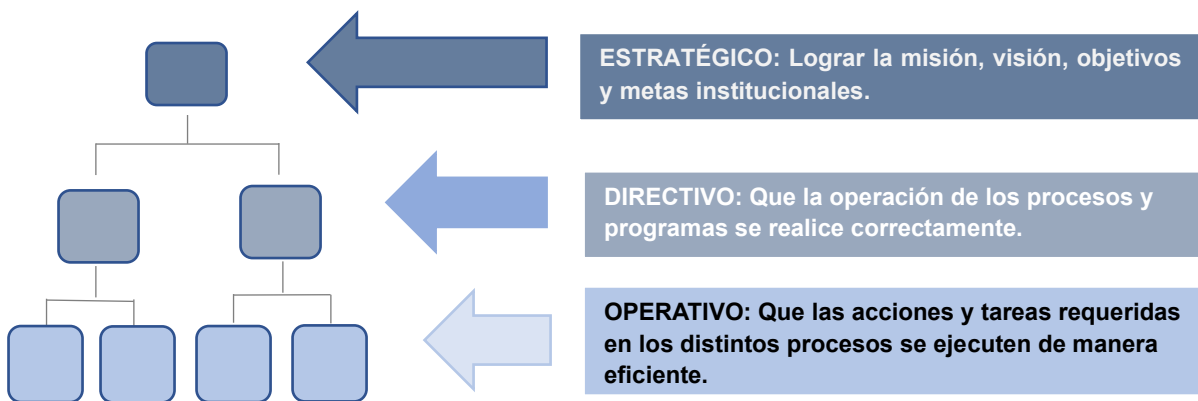 ESTRATÉGICO: Lograr la misión, visión, objetivos
y metas institucionales.
DIRECTIVO: Que la operación de los procesos y
programas se realice correctamente.
OPERATIVO: Que las acciones y tareas requeridas
en los distintos procesos se ejecuten de manera
eficiente.